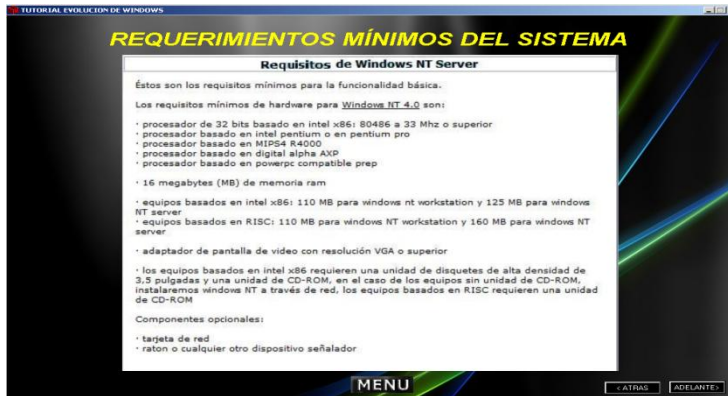 TUTORIAL EVOLUCION DE WINDOWS
REQUERIMIENTOS MÍNIMOS DEL SISTEMA
Requisitos de Windows NT Server
Éstos son los requisitos mínimos para la funcionalidad básica.
Los requisitos mínimos de hardware para Windows NT 4.0 son:
· procesador de 32 bits basado en intel x86: 80486 a 33 Mhz o superior
· procesador basado en intel pentium o en pentium pro
· procesador basado en MIPS4 R4000
· procesador basado en digital alpha AXP
· procesador basado en powerpc compatible prep
· 16 megabytes (MB) de memoria ram
· equipos basados en intel x86: 110 MB para windows nt workstation y 125 MB para windows
NT server
· equipos basados en RISC: 110 MB para windows NT workstation y 160 MB para windows NT
server
· adaptador de pantalla de video con resolución VGA o superior
· los equipos basados en intel x86 requieren una unidad de disquetes de alta densidad de
3,5 pulgadas y una unidad de CD-ROM, en el caso de los equipos sin unidad de CD-ROM,
instalaremos windows NT a través de red, los equipos basados en RISC requieren una unidad
de CD-ROM
Componentes opcionales:
· tarjeta de red
· raton o cualquier otro dispositivo señalador
MENU
< ATRAS
ADELANTE>